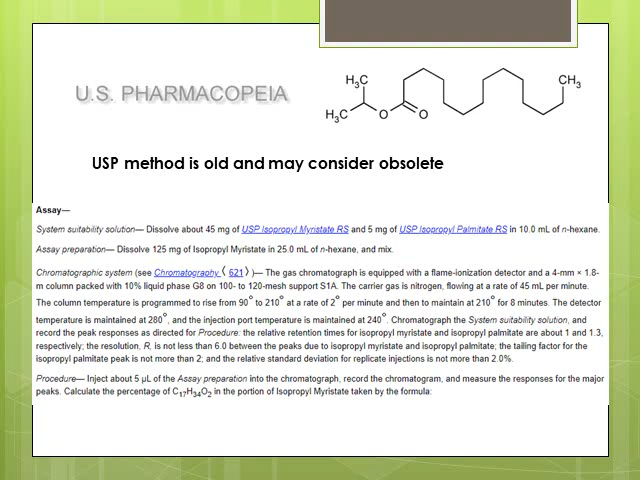 U.S. PHARMACOPEIA
H3C
CH3
H3C
O
O
USP method is old and may consider obsolete
Assay—
System suitability solution— Dissolve about 45 mg of USP Isopropyl Myristate RS and 5 mg of USP Isopropyl Palmitate RS in 10.0 mL of n-hexane.
Assay preparation— Dissolve 125 mg of Isopropyl Myristate in 25.0 mL of n-hexane, and mix.
Chromatographic system (see Chromatography 〈 621 〉)— The gas chromatograph is equipped with a flame-ionization detector and a 4-mm × 1.8-
m column packed with 10% liquid phase G8 on 100- to 120-mesh support S1A. The carrier gas is nitrogen, flowing at a rate of 45 mL per minute.
The column temperature is programmed to rise from 90° to 210° at a rate of 2° per minute and then to maintain at 210° for 8 minutes. The detector
temperature is maintained at 280°, and the injection port temperature is maintained at 240°. Chromatograph the System suitability solution, and
record the peak responses as directed for Procedure: the relative retention times for isopropyl myristate and isopropyl palmitate are about 1 and 1.3,
respectively; the resolution, R, is not less than 6.0 between the peaks due to isopropyl myristate and isopropyl palmitate; the tailing factor for the
isopropyl palmitate peak is not more than 2; and the relative standard deviation for replicate injections is not more than 2.0%.
Procedure— Inject about 5 µL of the Assay preparation into the chromatograph, record the chromatogram, and measure the responses for the major
peaks. Calculate the percentage of C17H34O2 in the portion of Isopropyl Myristate taken by the formula: